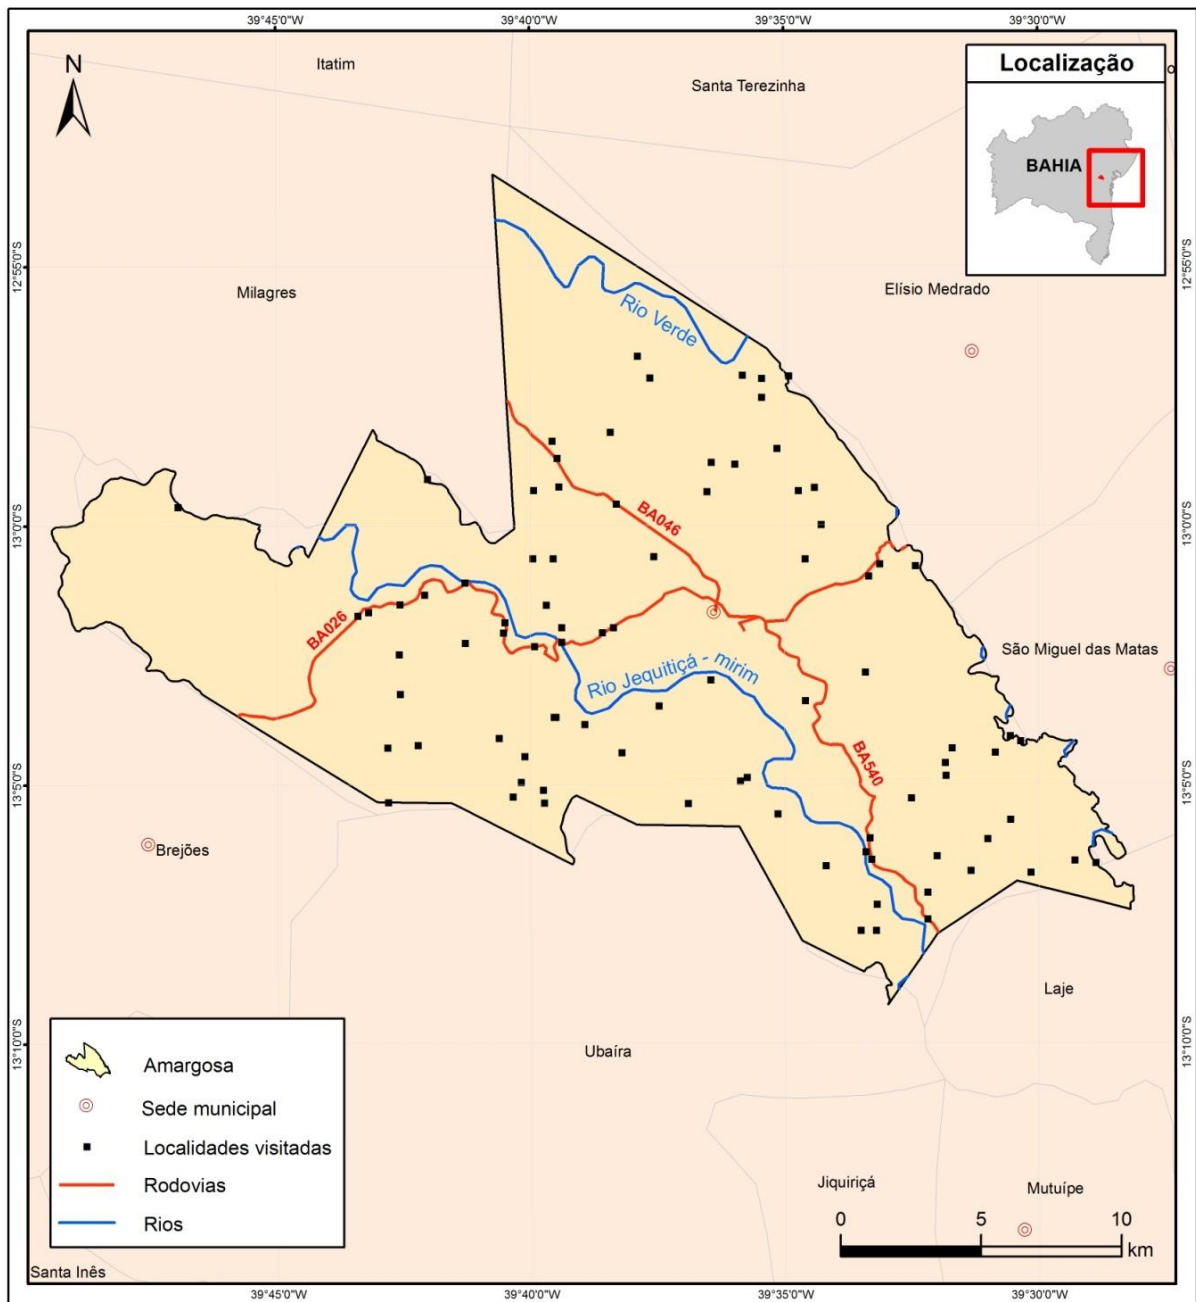 39°45'0"W
39°40'0"W
39°35'0"W
39°30'0"W
N
Itatim
Santa Terezinha
o
Localização
BAHIA
12°55'0"S
12°55'0"S
Milagres
Elísio Medrado
Rio Verde
BA046
13°0'0"S
13°0'0"S
BA026
São Miguel das Matas
Rio Jequitiçá - mirim
BA540
13°5'0"S
13°5'0"S
Brejões
Laje
Ubaíra
13°10'0"S
13°10'0"S
Amargosa
Sede municipal
Localidades visitadas
Rodovias
Rios
Jiquiriçá
Mutuípe
0
5
10
km
Santa Inês
39°45'0"W
39°40'0"W
39°35'0"W
39°30'0"W